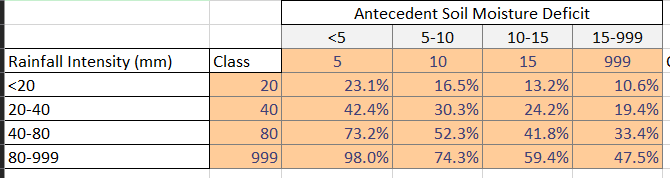 Antecedent Soil Moisture Deficit
<5 5-10 10-15 15-999
Rainfall Intensity (mm) Class 5 10 15 999
<20 20 23.1% 16.5% 13.2% 10.6%
20-40 40 42.4% 30.3% 24.2% 19.4%
40-80 80 73.2% 52.3% 41.8% 33.4%
80-999 999 98.0% 74.3% 59.4% 47.5%